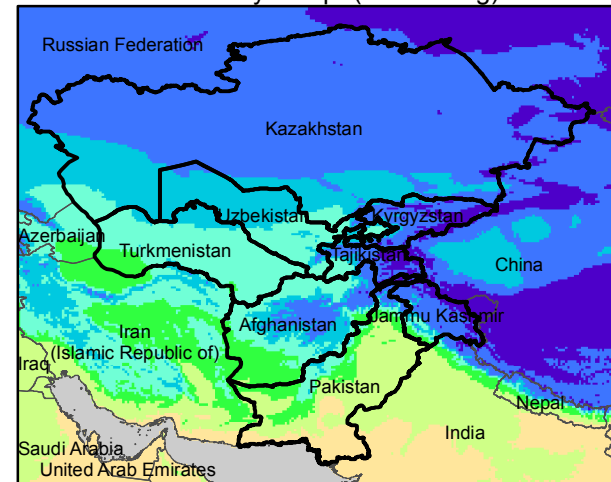 Russian Federation
Kazakhstan
Uzbekistan
Kyrgyzstan
Azerbaijan
Turkmenistan
Tajikistan
China
Afghanistan
Jammu Kashmir
Iran
(Islamic Republic of)
Iraq
Pakistan
Nepal
India
Saudi Arabia
United Arab Emirates